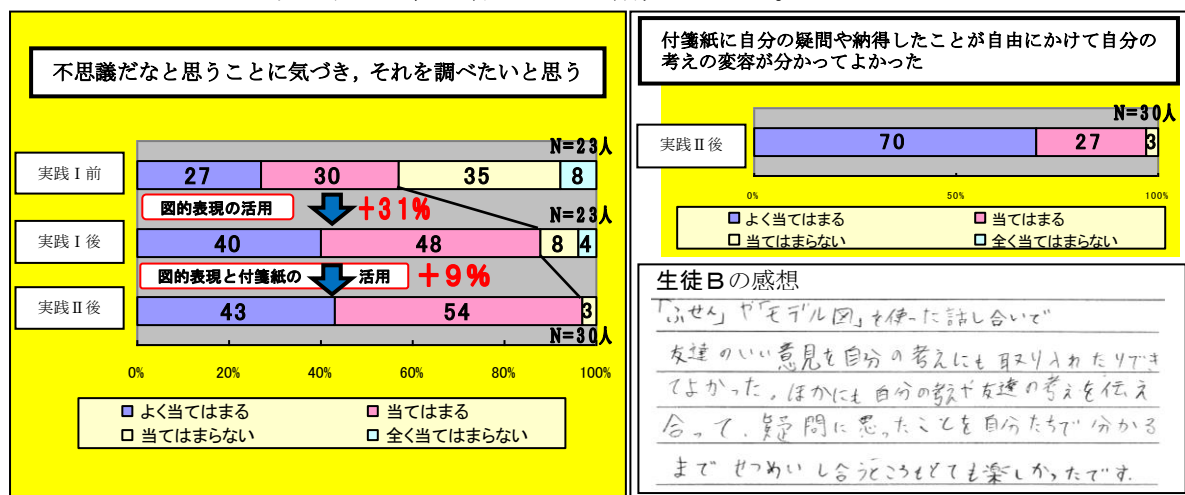 不思議だなと思うことに気づき，それを調べたいと思う
N=23人
実践Ⅰ前
27 30 35 8
図的表現の活用 +31%
N=23人
実践Ⅰ後
40 48 8 4
図的表現と付箋紙の 活用 +9%
実践Ⅱ後
43 54 3
N=30人
0% 20% 40% 60% 80% 100%
よく当てはまる 当てはまる
当てはまらない 全く当てはまらない
付箋紙に自分の疑問や納得したことが自由にかけて自分の
考えの変容が分かってよかった
N=30人
実践Ⅱ後
70 27 3
0% 50% 100%
よく当てはまる 当てはまる
当てはまらない 全く当てはまらない
生徒Bの感想
「ふせん」や「モデル図」を使った話し合いで
友達のいい意見を自分の考えにも取り入れたりでき
てよかった。ほかにも自分の考えや友達の考えを伝え
合って、疑問に思ったことを自分たちで分かる
まで せつめいし合うところもとても楽しかったです。